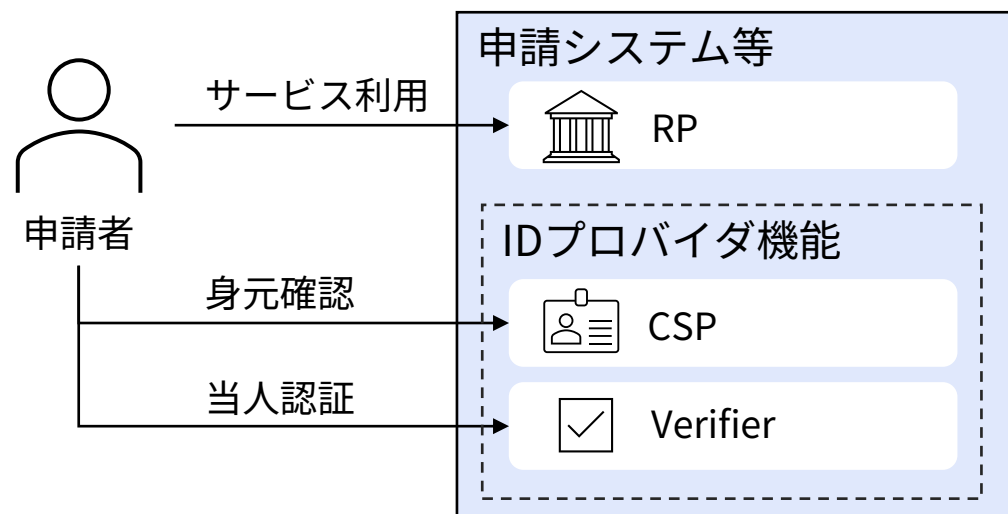 申請システム等
サービス利用
RP
申請者
IDプロバイダ機能
身元確認
CSP
当人認証
Verifier